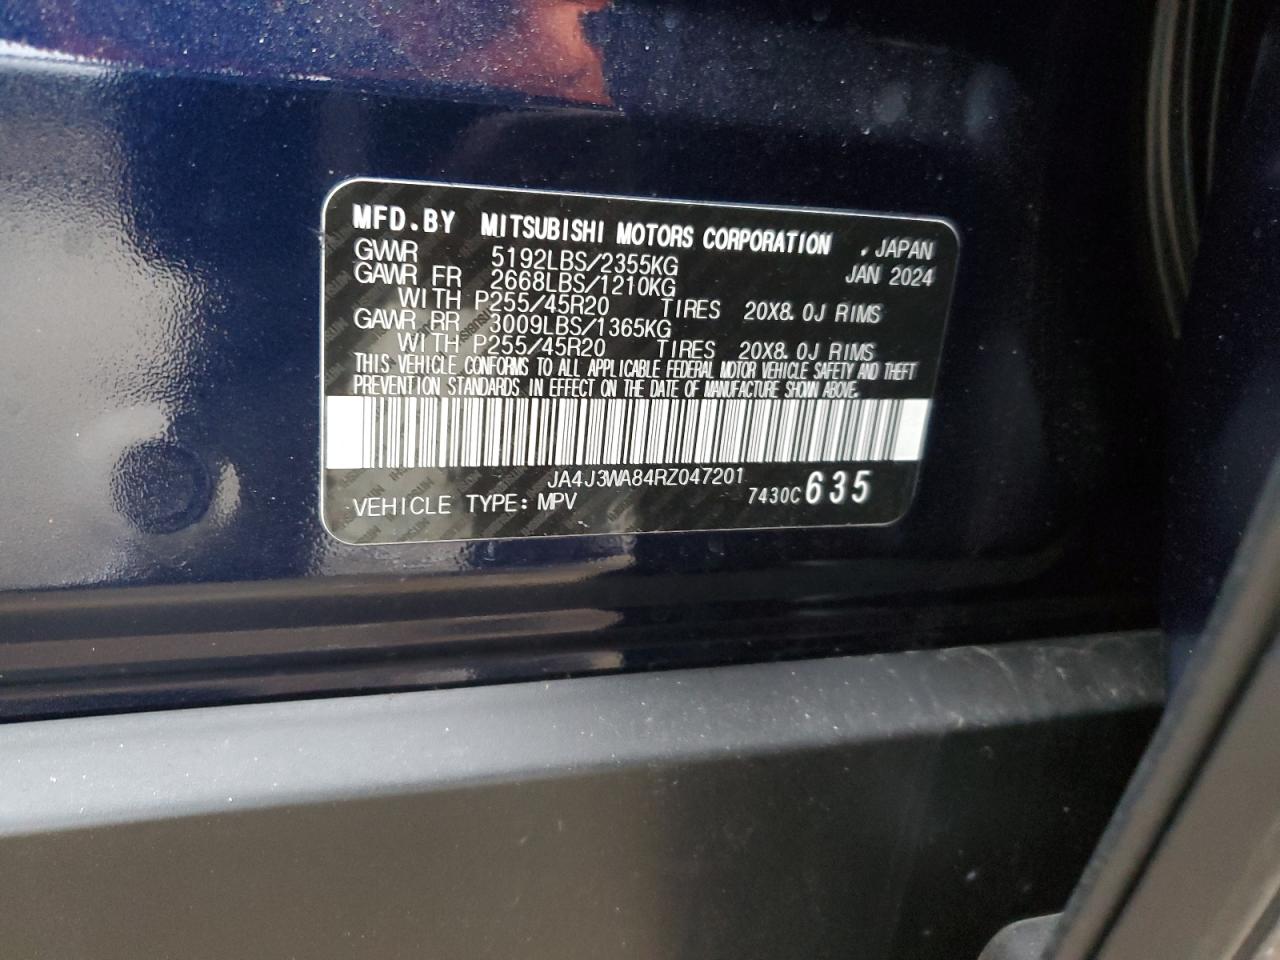 MFD.BY MITSUBISHI MOTORS CORPORATION . JAPAN
GVWR 5192LBS/2355KG JAN 2024
GAWR FR 2668LBS/1210KG
WITH P255/45R20 TIRES 20X8.0J RIMS
GAWR RR 3009LBS/1365KG
WITH P255/45R20 TIRES 20X8.0J RIMS
THIS VEHICLE CONFORMS TO ALL APPLICABLE FEDERAL MOTOR VEHICLE SAFETY AND THEFT
PREVENTION STANDARDS IN EFFECT ON THE DATE OF MANUFACTURE SHOWN ABOVE.
JA4J3WA84RZ047201
VEHICLE TYPE: MPV 7430C 635